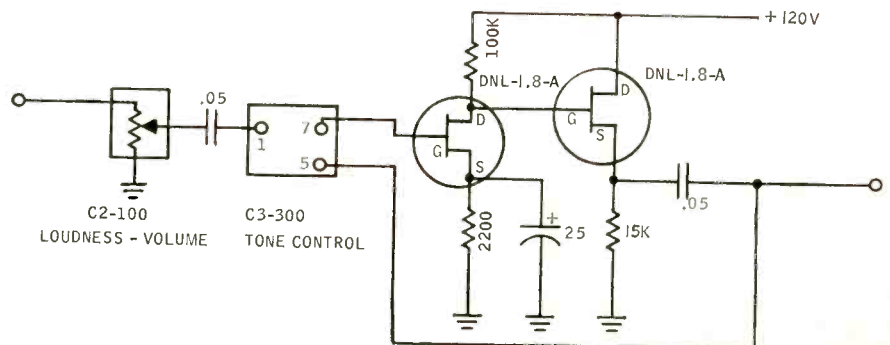 +120V
100K
DNL-1.8-A
DNL-1.8-A
.05
D
D
G
G
S
S
1
7
5
C2-100
LOUDNESS - VOLUME
C3-300
TONE CONTROL
2200
+
25
15K
.05